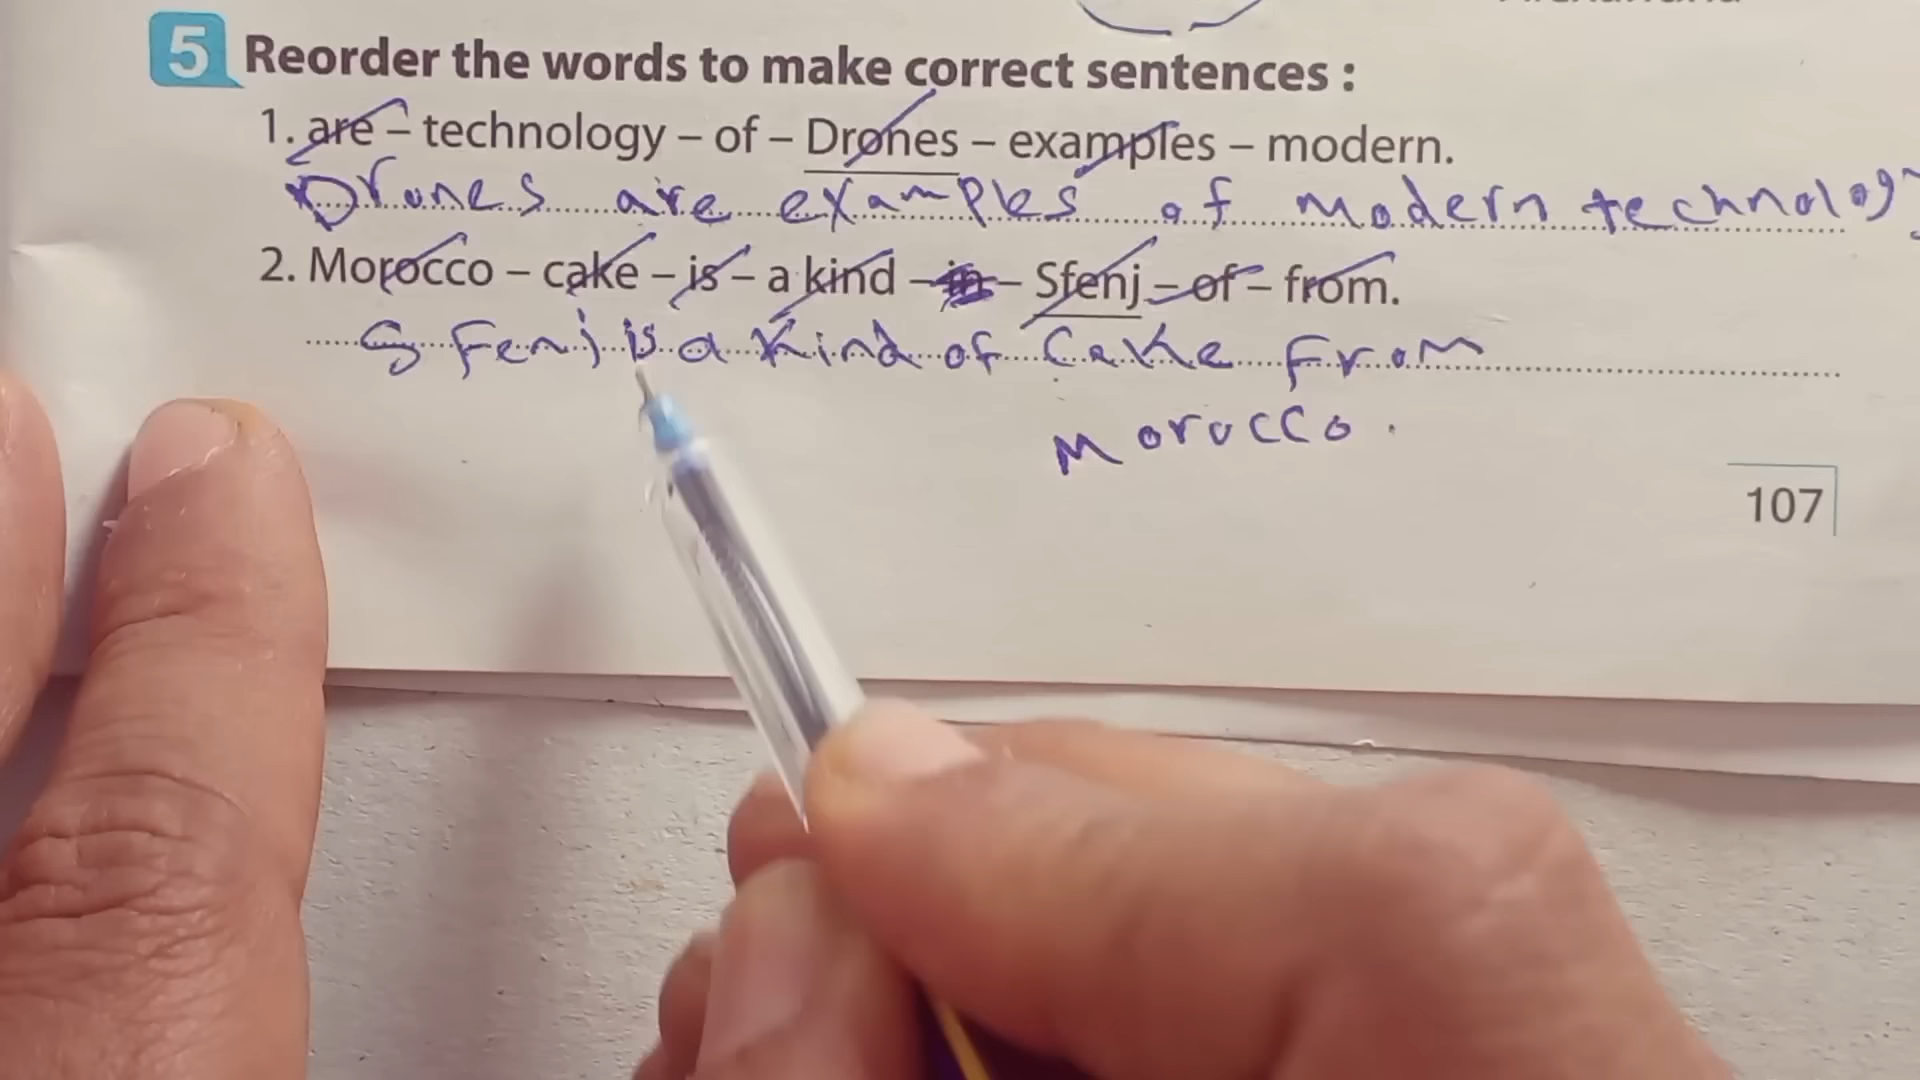 5 Reorder the words to make correct sentences :
1. are – technology – of – Drones – examples – modern.
Drones are examples of modern technology
2. Morocco – cake – is – a kind – in – Sfenj – of – from.
Sfenj is a kind of cake from
Morocco.
107